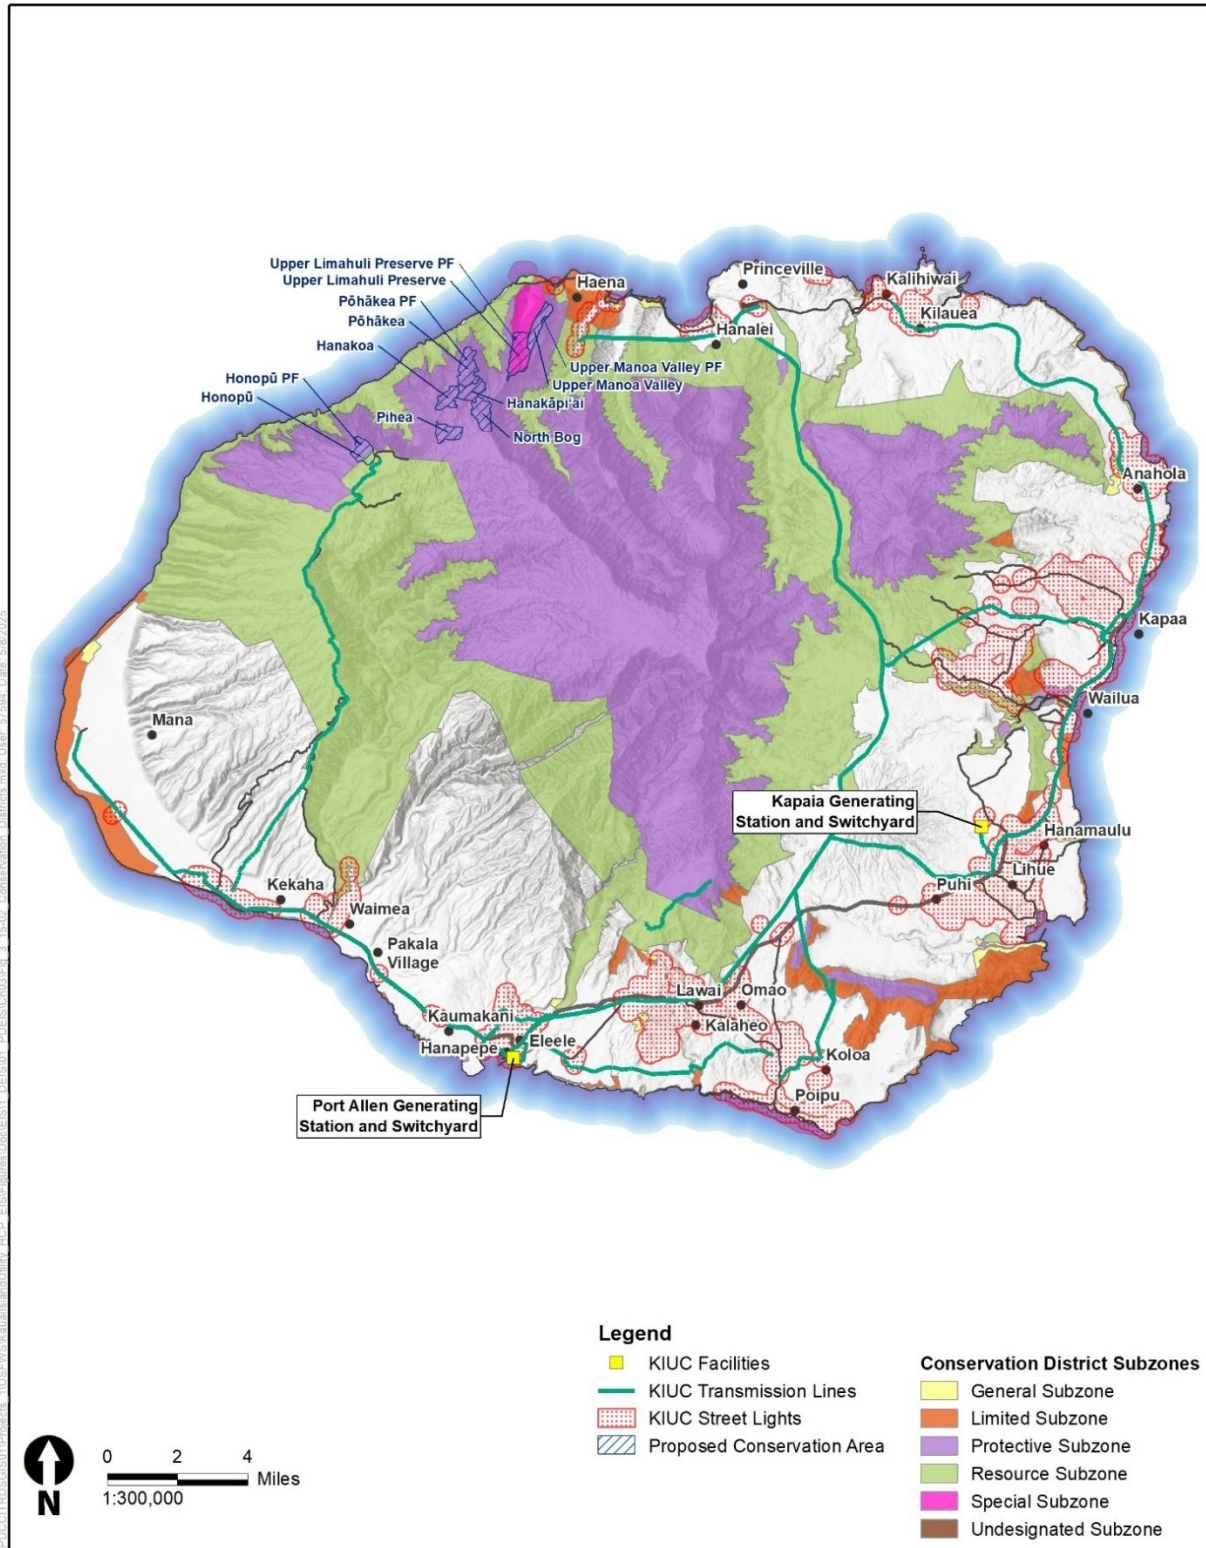 Upper Limahuli Preserve PF
Upper Limahuli Preserve
Pōhākea PF
Pōhākea
Hanakoa
Honopū PF
Honopū
Pihea
Haena
Upper Manoa Valley PF
Upper Manoa Valley
Hanakāpiʻai
North Bog
Princeville
Hanalei
Kalihiwai
Kilauea
Anahola
Kapaa
Wailua
Mana
Kapaia Generating
Station and Switchyard
Hanamaulu
Lihue
Puhi
Kekaha
Waimea
Pakala
Village
Kaumakani
Hanapepe
Eleele
Lawai
Omao
Kalaheo
Koloa
Poipu
Port Allen Generating
Station and Switchyard
Legend
KIUC Facilities
KIUC Transmission Lines
KIUC Street Lights
Proposed Conservation Area
Conservation District Subzones
General Subzone
Limited Subzone
Protective Subzone
Resource Subzone
Special Subzone
Undesignated Subzone
N
0 2 4
Miles
1:300,000